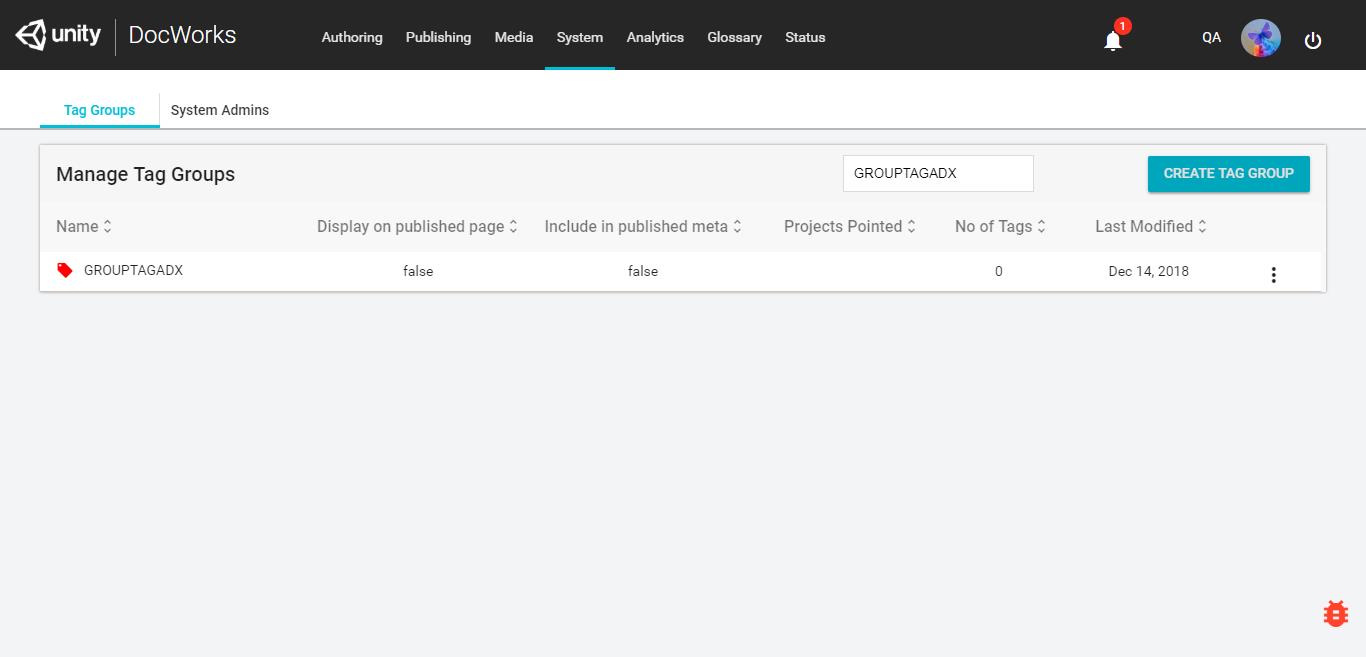 unity DocWorks Authoring Publishing Media System Analytics Glossary Status 1 QA
Tag Groups System Admins
Manage Tag Groups GROUPTAGADX CREATE TAG GROUP
Name Display on published page Include in published meta Projects Pointed No of Tags Last Modified
GROUPTAGADX false false 0 Dec 14, 2018